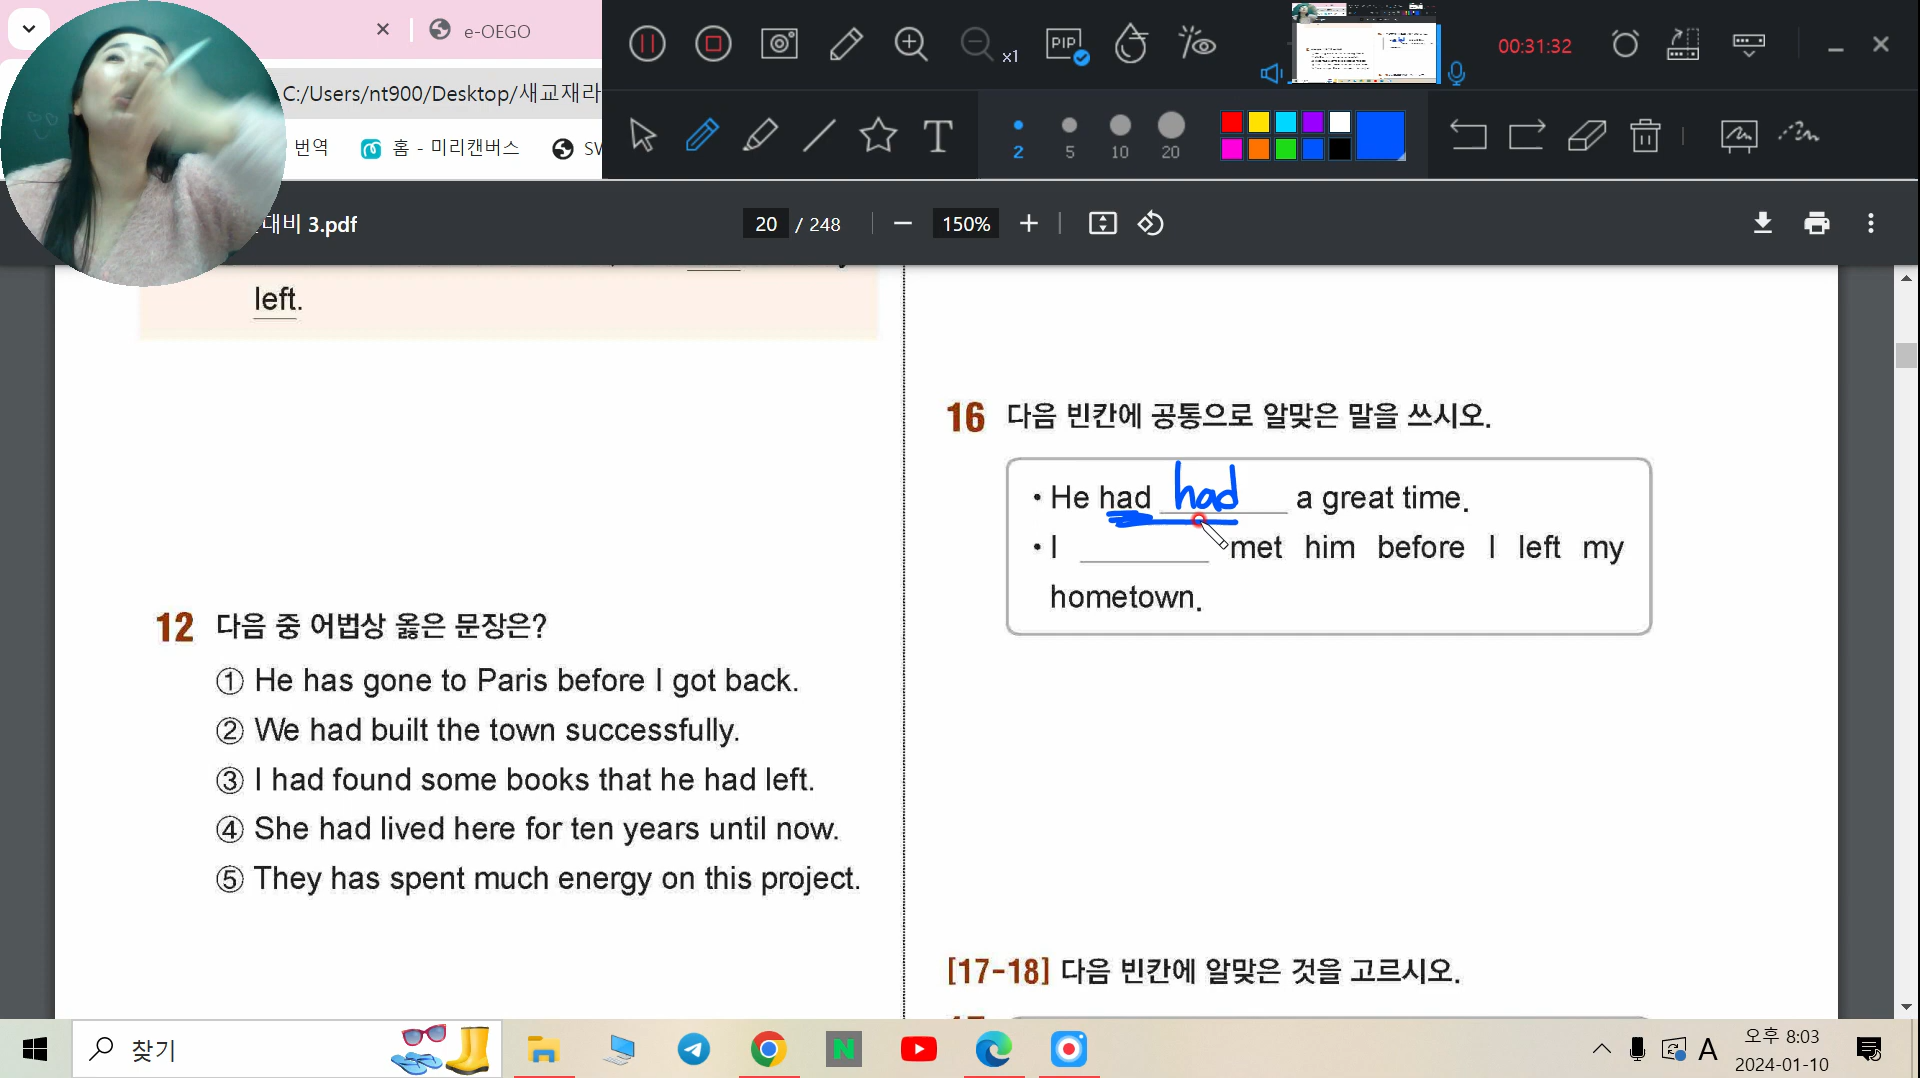 e-OEGO
x1
PIP
00:31:32
C:/Users/nt900/Desktop/새교재라
번역
홈 - 미리캔버스
SW
T
2
5
10
20
대비 3.pdf
20 / 248
150%
left.
12 다음 중 어법상 옳은 문장은?
① He has gone to Paris before I got back.
② We had built the town successfully.
③ I had found some books that he had left.
④ She had lived here for ten years until now.
⑤ They has spent much energy on this project.
16 다음 빈칸에 공통으로 알맞은 말을 쓰시오.
• He had had a great time.
• I ________ met him before I left my
hometown.
[17-18] 다음 빈칸에 알맞은 것을 고르시오.
찾기
N
A
오후 8:03
2024-01-10